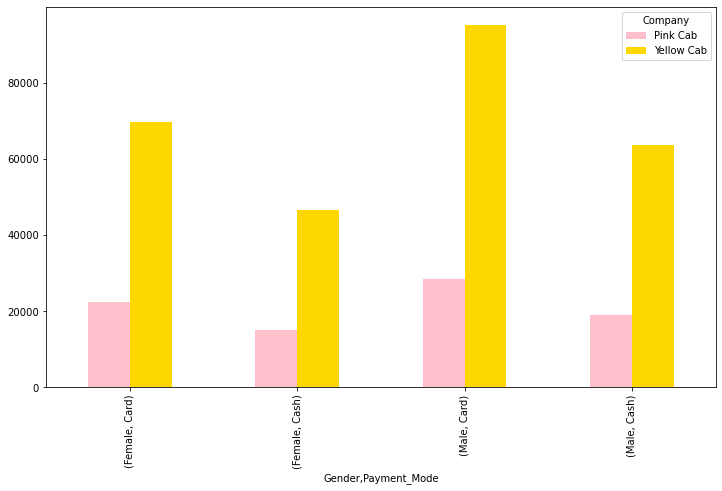 Company
Pink Cab
Yellow Cab
80000
60000
40000
20000
0
(Female, Card)
(Female, Cash)
(Male, Card)
(Male, Cash)
Gender,Payment_Mode